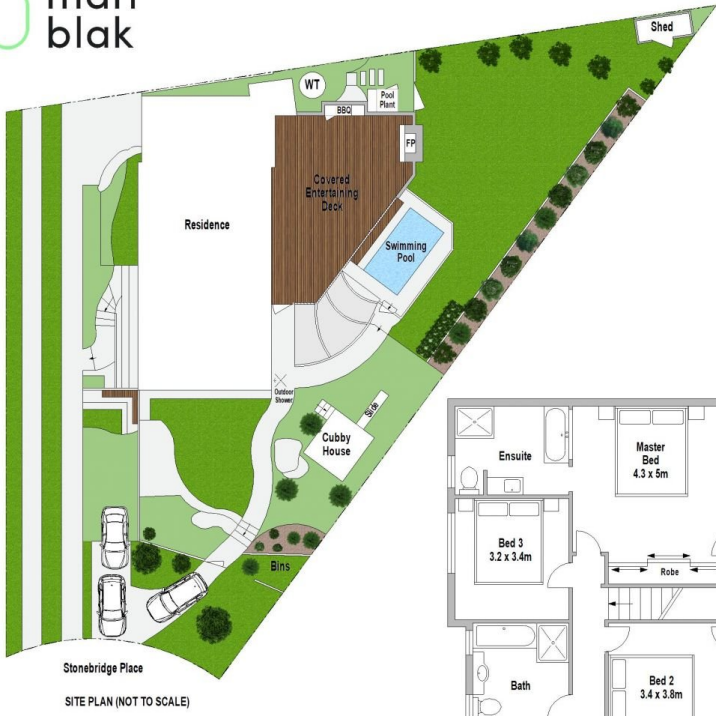 blak
Shed
WT
Pool
Plant
BBQ
FP
Covered
Entertaining
Deck
Residence
Swimming
Pool
Outdoor
Shower
Slide
Cubby
House
Bins
Stonebridge Place
SITE PLAN (NOT TO SCALE)
Ensuite
Master
Bed
4.3 x 5m
Bed 3
3.2 x 3.4m
Robe
Bath
Bed 2
3.4 x 3.8m